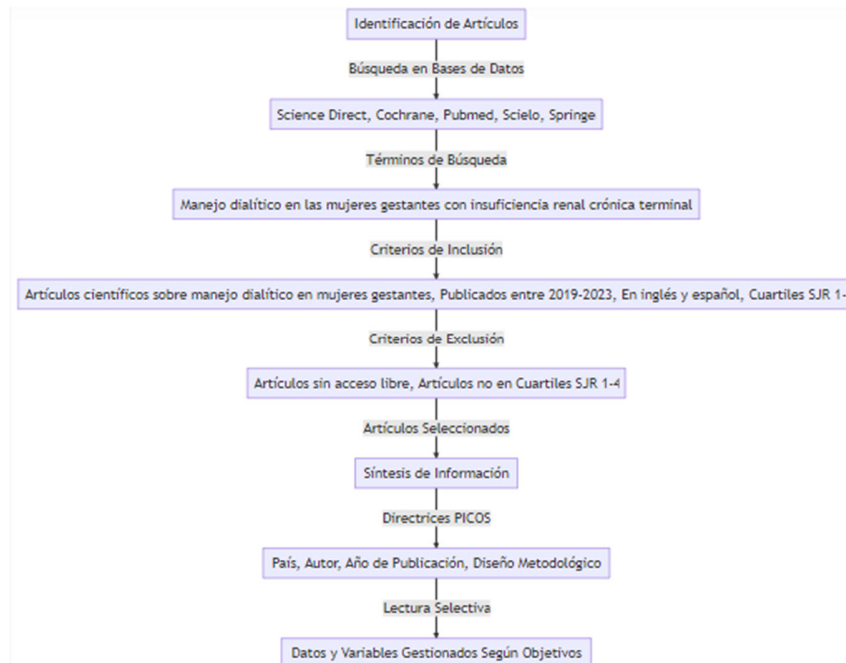 Identificación de Artículos
Búsqueda en Bases de Datos
Science Direct, Cochrane, Pubmed, Scielo, Springe
Términos de Búsqueda
Manejo dialítico en las mujeres gestantes con insuficiencia renal crónica terminal
Criterios de Inclusión
Artículos científicos sobre manejo dialítico en mujeres gestantes, Publicados entre 2019-2023, En inglés y español, Cuartiles SJR 1-
Criterios de Exclusión
Artículos sin acceso libre, Artículos no en Cuartiles SJR 1-4
Artículos Seleccionados
Síntesis de Información
Directrices PICOS
País, Autor, Año de Publicación, Diseño Metodológico
Lectura Selectiva
Datos y Variables Gestionados Según Objetivos